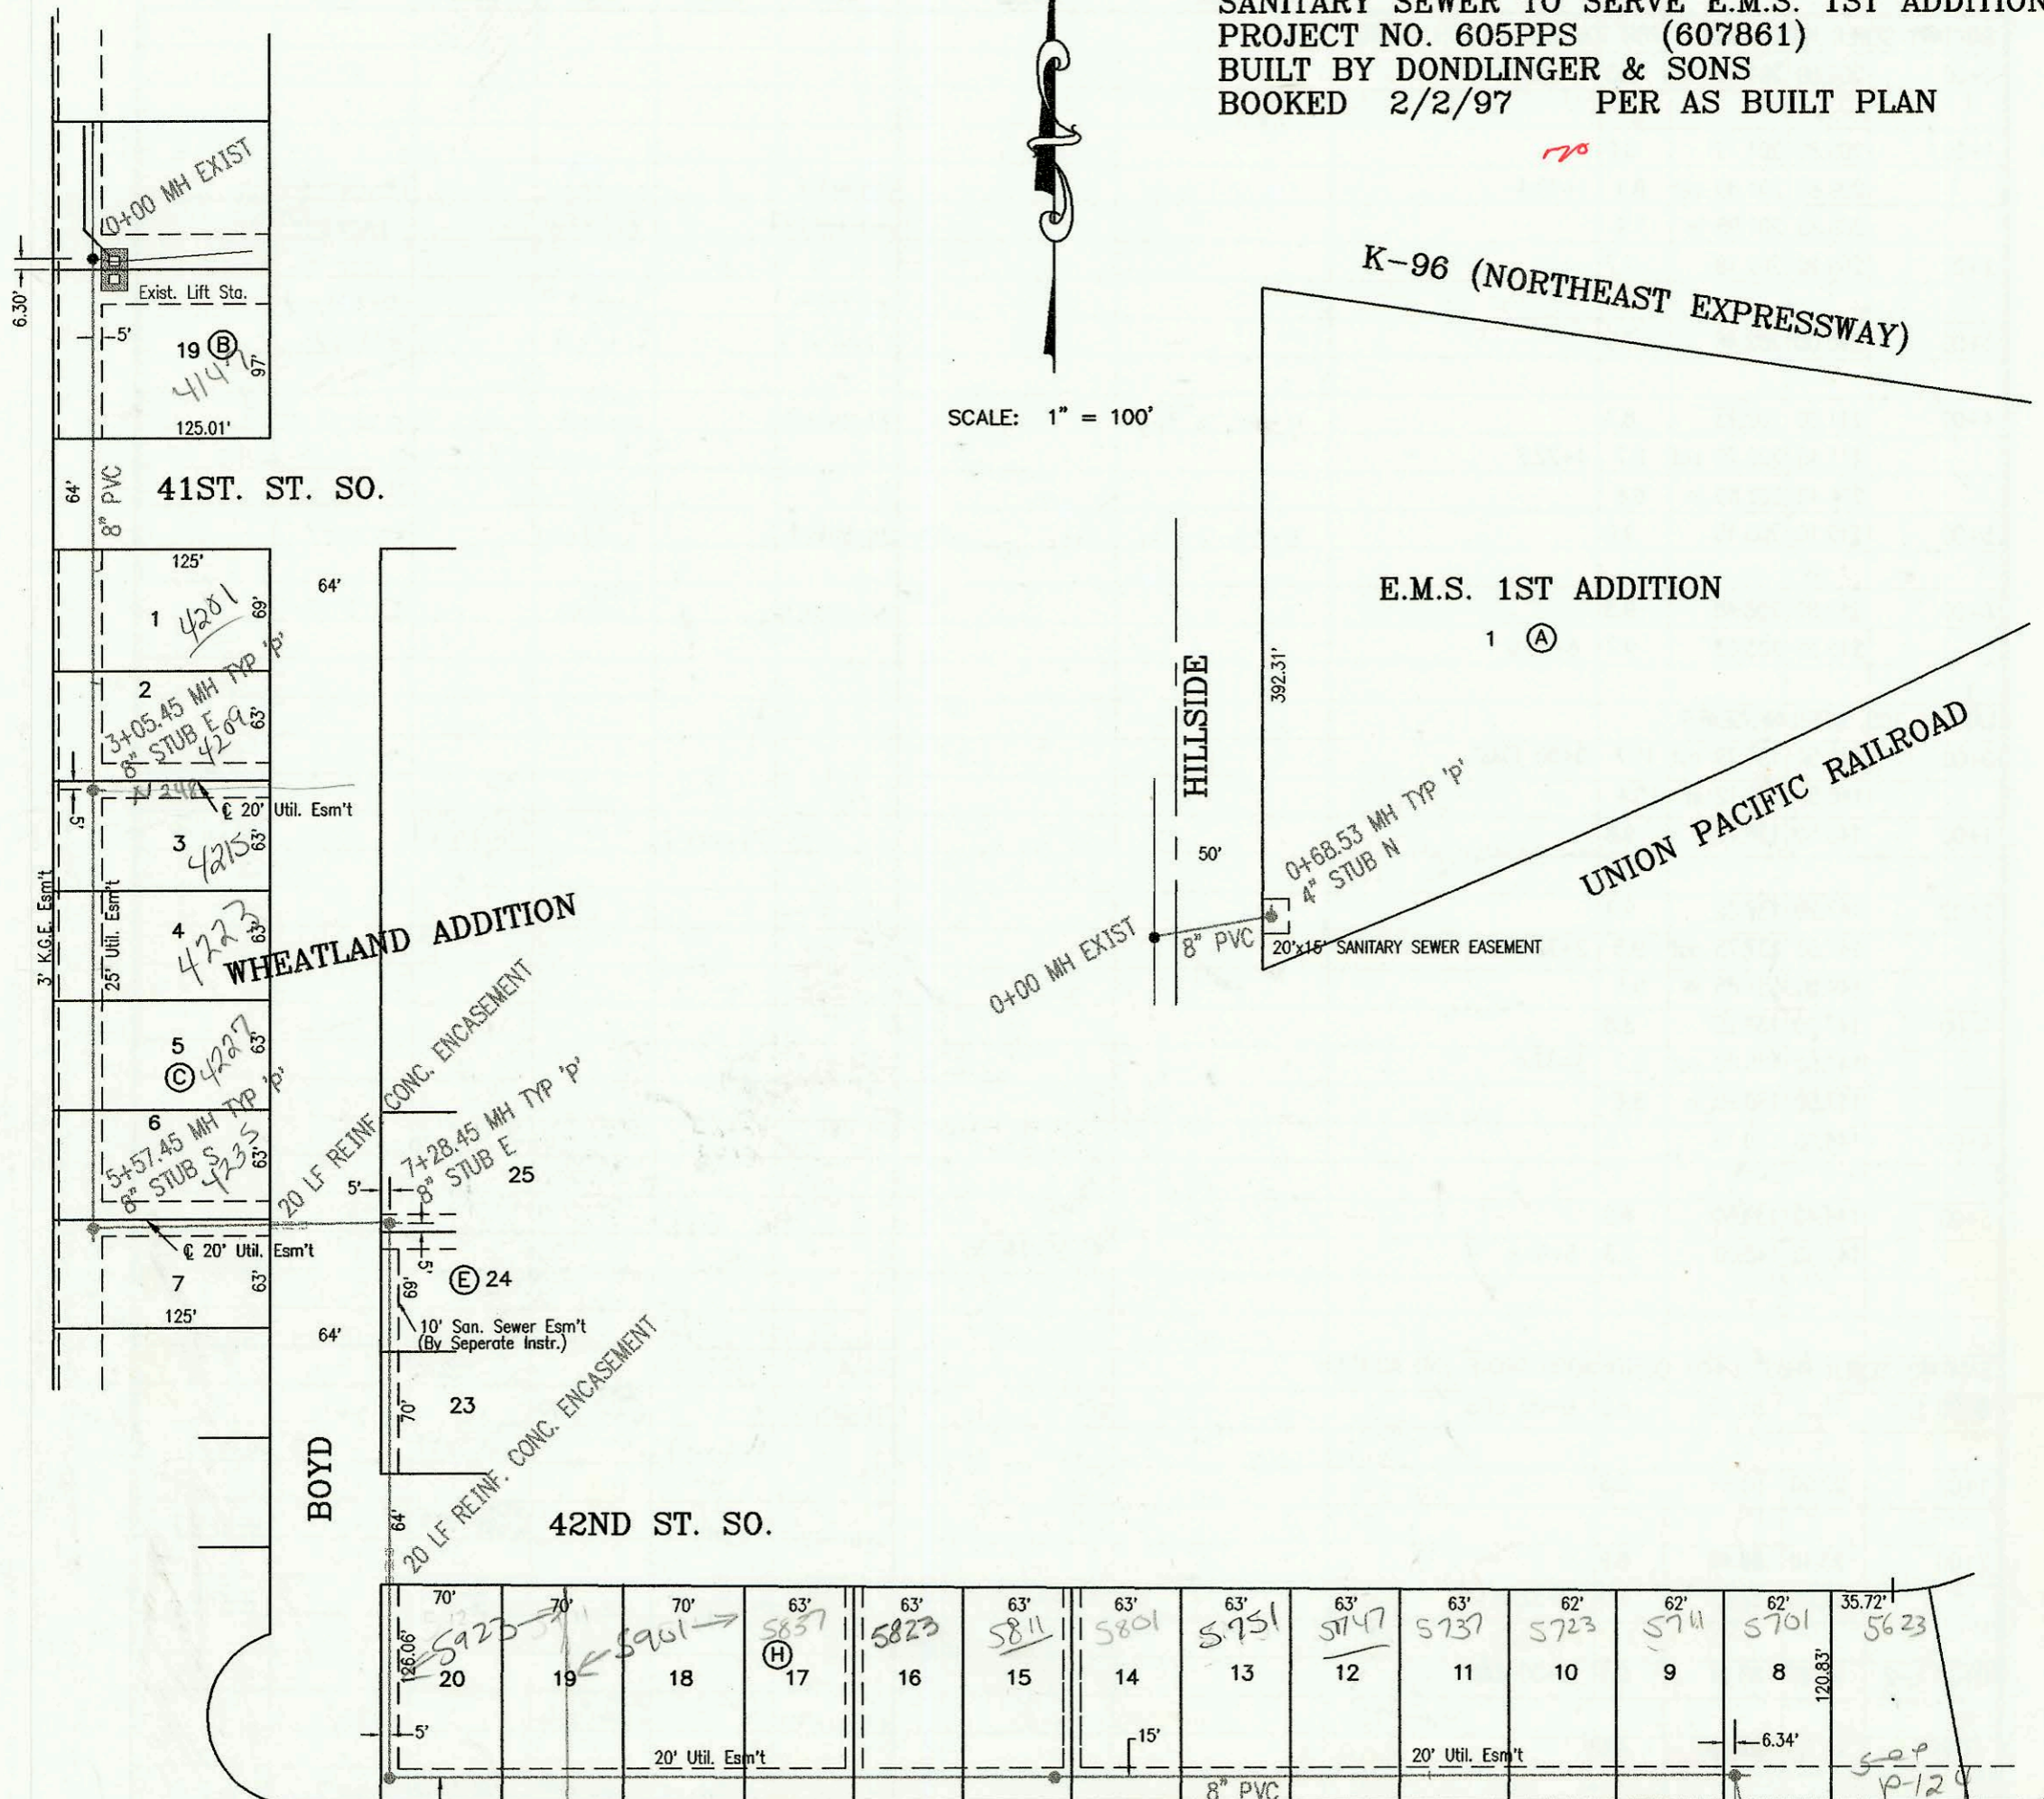 SANITARY SEWER TO SERVE E.M.S. 1ST ADDITION
PROJECT NO. 605PPS (607861)
BUILT BY DONDLINGER & SONS
BOOKED 2/2/97 PER AS BUILT PLAN
0+00 MH EXIST
6.30'
Exist. Lift Sta.
5'
19 B
97'
125.01'
SCALE: 1" = 100'
K-96 (NORTHEAST EXPRESSWAY)
64'
8" PVC
41ST. ST. SO.
125'
64'
1
4201
69'
2
3+05.45 MH TYP 'P'
8" STUB E
4209
63'
5'
℄ 20' Util. Esm't
3
4215
63'
3' K.G.E. Esm't
25' Util. Esm't
4
4223
63'
WHEATLAND ADDITION
5
4227
63'
C
6
5+57.45 MH TYP 'P'
8" STUB S
4235
63'
20 LF REINF. CONC. ENCASEMENT
7+28.45 MH TYP 'P'
8" STUB E
25
5'
℄ 20' Util. Esm't
7
63'
125'
64'
5'
69'
E 24
10' San. Sewer Esm't
(By Seperate Instr.)
70'
23
BOYD
64'
20 LF REINF. CONC. ENCASEMENT
42ND ST. SO.
E.M.S. 1ST ADDITION
1 A
HILLSIDE
392.31'
50'
UNION PACIFIC RAILROAD
0+68.53 MH TYP 'P'
4" STUB N
0+00 MH EXIST
8" PVC
20'x15' SANITARY SEWER EASEMENT
70' 70' 70' 63' 63' 63' 63' 63' 63' 63' 62' 62' 62' 35.72'
5923 5901 5837 5823 5811 5801 5751 5747 5737 5723 5711 5701 5623
H
126.06'
20 19 18 17 16 15 14 13 12 11 10 9 8
120.83'
5'
20' Util. Esm't
15'
20' Util. Esm't
6.34'
8" PVC